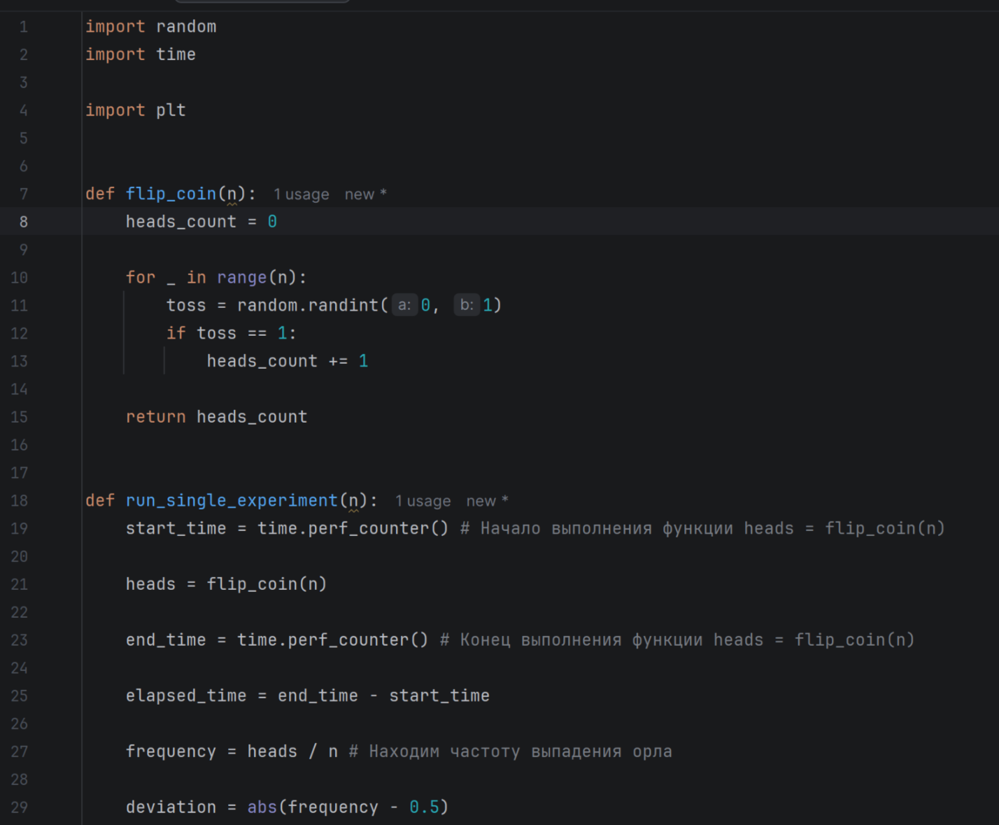 1 import random
2 import time
3
4 import plt
5
6
7 def flip_coin(n): 1 usage new *
8 heads_count = 0
9
10 for _ in range(n):
11 toss = random.randint( a: 0, b: 1)
12 if toss == 1:
13 heads_count += 1
14
15 return heads_count
16
17
18 def run_single_experiment(n): 1 usage new *
19 start_time = time.perf_counter() # Начало выполнения функции heads = flip_coin(n)
20
21 heads = flip_coin(n)
22
23 end_time = time.perf_counter() # Конец выполнения функции heads = flip_coin(n)
24
25 elapsed_time = end_time - start_time
26
27 frequency = heads / n # Находим частоту выпадения орла
28
29 deviation = abs(frequency - 0.5)